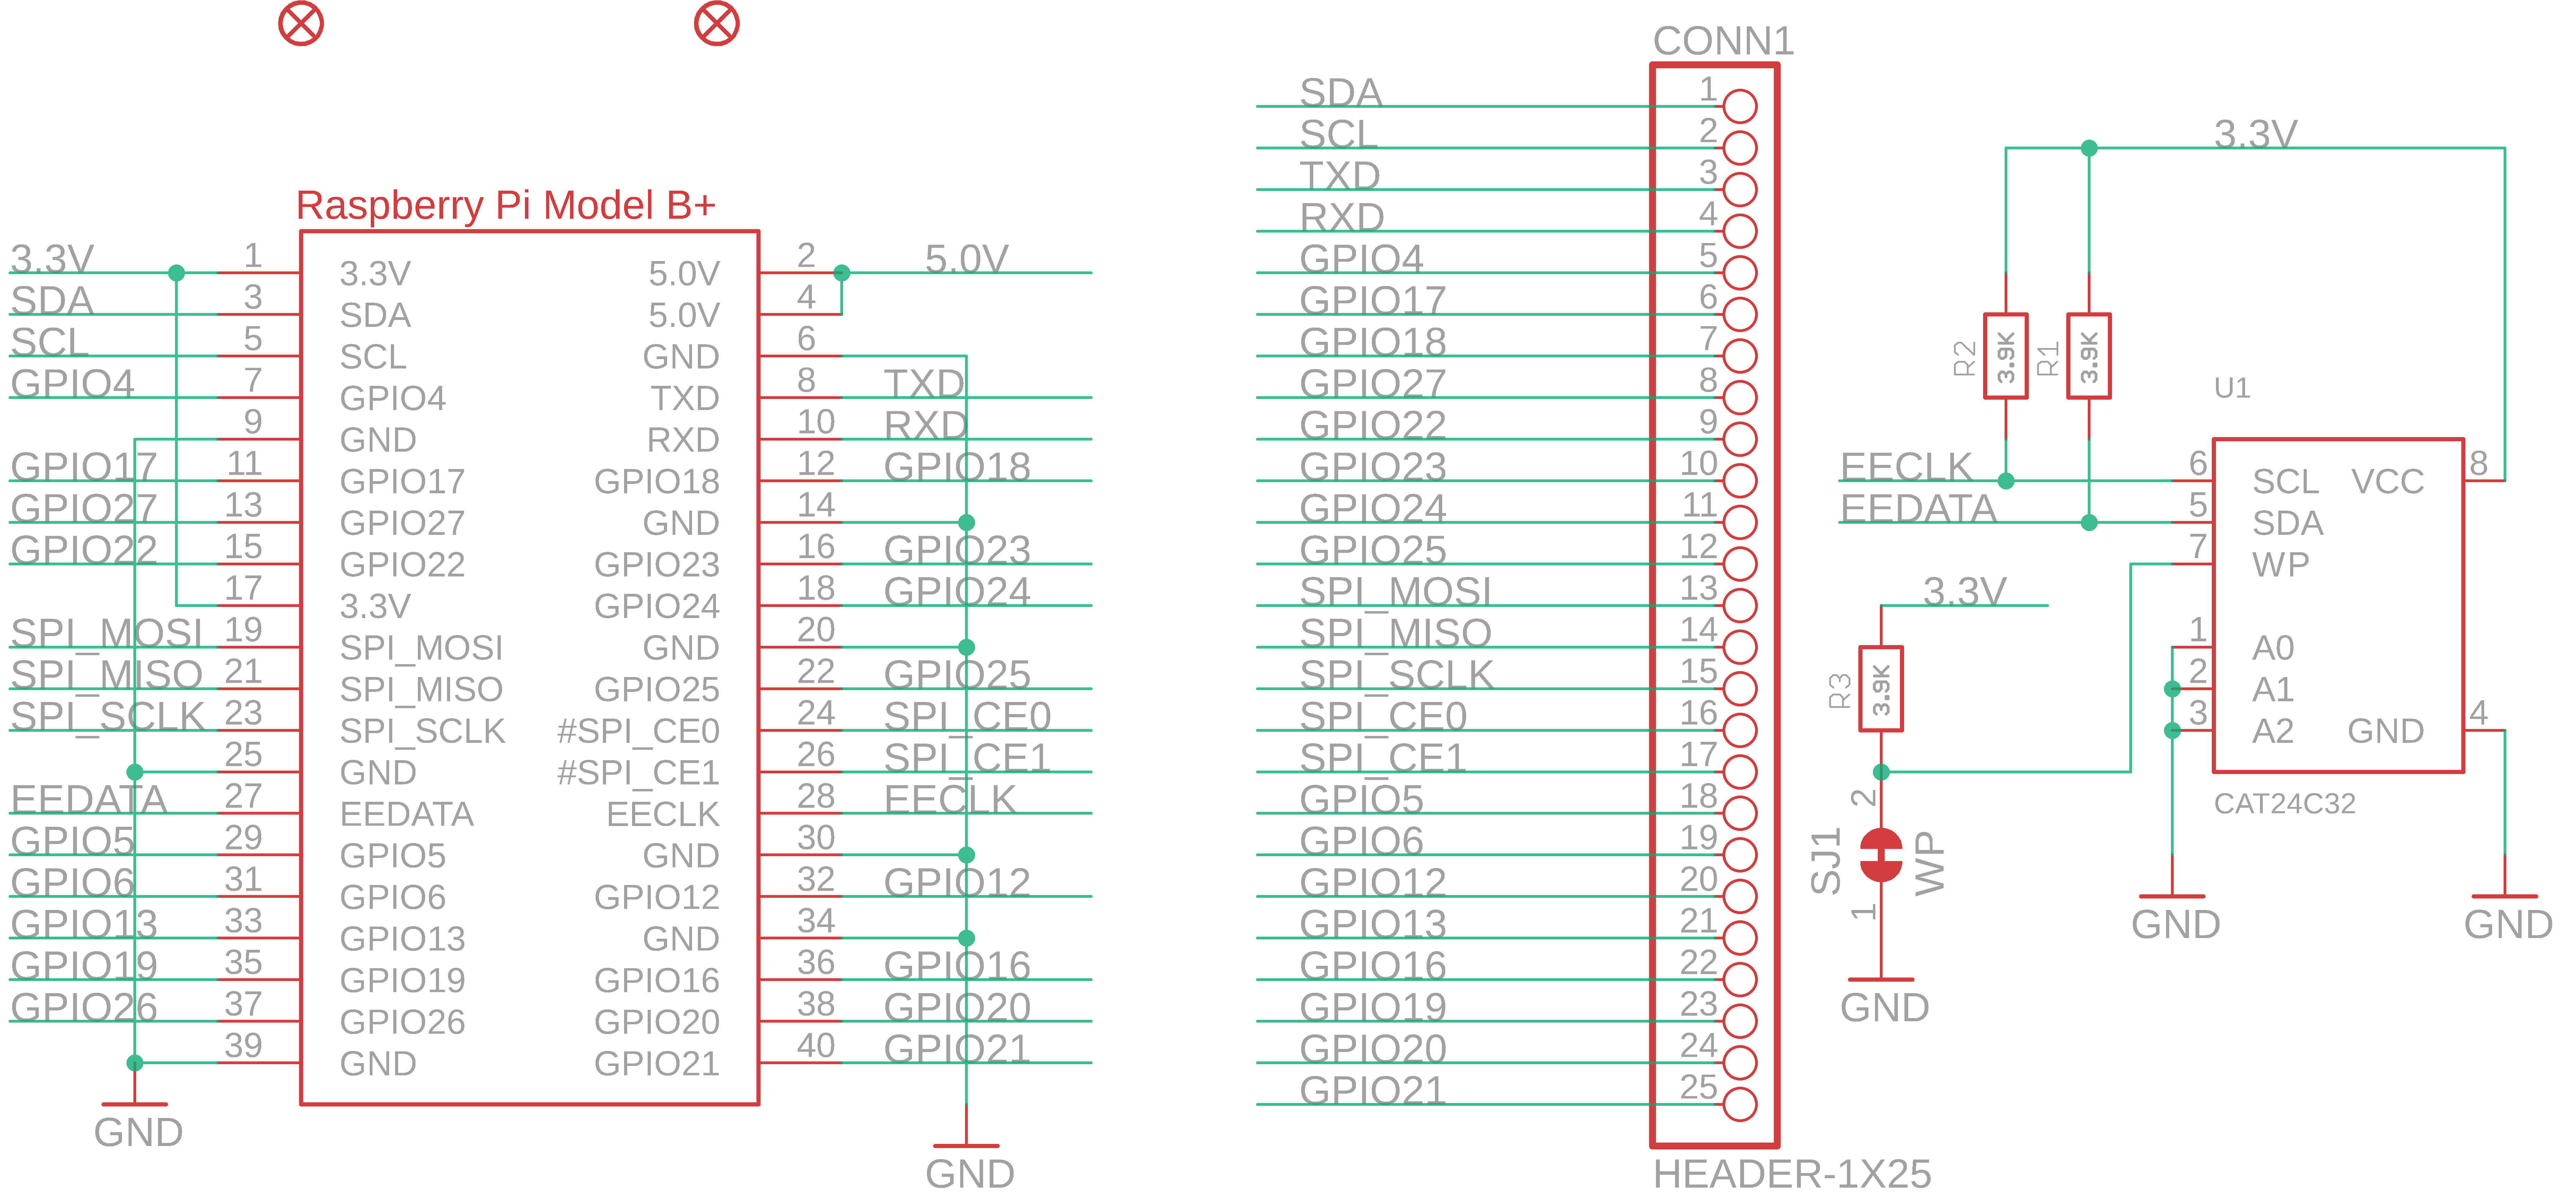 Raspberry Pi Model B+
3.3V 1 3.3V 5.0V 2 5.0V
SDA 3 SDA 5.0V 4
SCL 5 SCL GND 6
GPIO4 7 GPIO4 TXD 8 TXD
9 GND RXD 10 RXD
GPIO17 11 GPIO17 GPIO18 12 GPIO18
GPIO27 13 GPIO27 GND 14
GPIO22 15 GPIO22 GPIO23 16 GPIO23
17 3.3V GPIO24 18 GPIO24
SPI_MOSI 19 SPI_MOSI GND 20
SPI_MISO 21 SPI_MISO GPIO25 22 GPIO25
SPI_SCLK 23 SPI_SCLK #SPI_CE0 24 SPI_CE0
25 GND #SPI_CE1 26 SPI_CE1
EEDATA 27 EEDATA EECLK 28 EECLK
GPIO5 29 GPIO5 GND 30
GPIO6 31 GPIO6 GPIO12 32 GPIO12
GPIO13 33 GPIO13 GND 34
GPIO19 35 GPIO19 GPIO16 36 GPIO16
GPIO26 37 GPIO26 GPIO20 38 GPIO20
39 GND GPIO21 40 GPIO21
GND
GND
CONN1
SDA 1
SCL 2
TXD 3
RXD 4
GPIO4 5
GPIO17 6
GPIO18 7
GPIO27 8
GPIO22 9
GPIO23 10
GPIO24 11
GPIO25 12
SPI_MOSI 13
SPI_MISO 14
SPI_SCLK 15
SPI_CE0 16
SPI_CE1 17
GPIO5 18
GPIO6 19
GPIO12 20
GPIO13 21
GPIO16 22
GPIO19 23
GPIO20 24
GPIO21 25
HEADER-1X25
3.3V
R2 3.9K R1 3.9K
U1
EECLK 6 SCL VCC 8
EEDATA 5 SDA
7 WP
1 A0
2 A1
3 A2 GND 4
CAT24C32
GND
GND
3.3V
R3 3.9K
2
SJ1 WP
1
GND